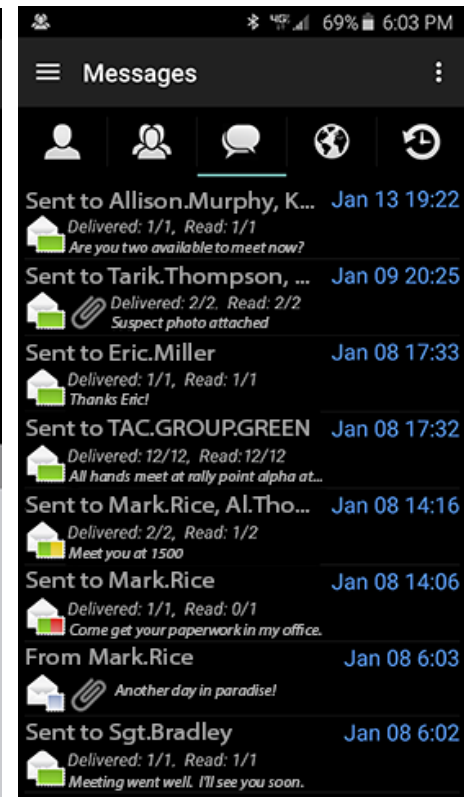 69% 6:03 PM
Messages
Sent to Allison.Murphy, K... Jan 13 19:22
Delivered: 1/1, Read: 1/1
Are you two available to meet now?
Sent to Tarik.Thompson, ... Jan 09 20:25
Delivered: 2/2, Read: 2/2
Suspect photo attached
Sent to Eric.Miller Jan 08 17:33
Delivered: 1/1, Read: 1/1
Thanks Eric!
Sent to TAC.GROUP.GREEN Jan 08 17:32
Delivered: 12/12, Read:12/12
All hands meet at rally point alpha at...
Sent to Mark.Rice, Al.Tho... Jan 08 14:16
Delivered: 2/2, Read: 1/2
Meet you at 1500
Sent to Mark.Rice Jan 08 14:06
Delivered: 1/1, Read: 0/1
Come get your paperwork in my office.
From Mark.Rice Jan 08 6:03
Another day in paradise!
Sent to Sgt.Bradley Jan 08 6:02
Delivered: 1/1, Read: 1/1
Meeting went well. I'll see you soon.